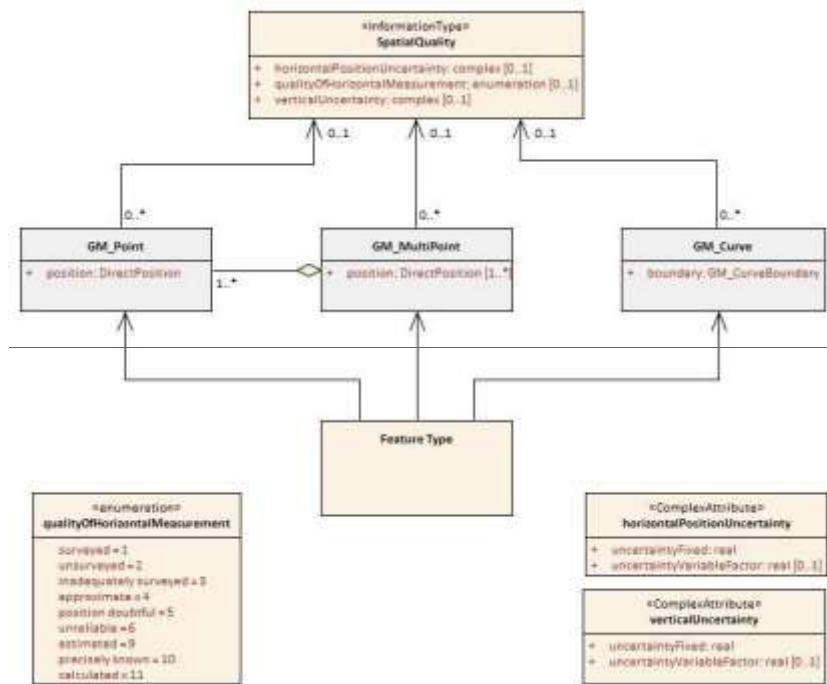 «InformationType»
SpatialQuality
+ horizontalPositionUncertainty: complex [0..1]
+ qualityOfHorizontalMeasurement: enumeration [0..1]
+ verticalUncertainty: complex [0..1]
0..1
0..1
0..1
0..*
0..*
0..*
GM_Point
+ position: DirectPosition
1..*
GM_MultiPoint
+ position: DirectPosition [1..*]
GM_Curve
+ boundary: GM_CurveBoundary
Feature Type
«enumeration»
qualityOfHorizontalMeasurement
surveyed = 1
unsurveyed = 2
inadequately surveyed = 3
approximate = 4
position doubtful = 5
unreliable = 6
estimated = 9
precisely known = 10
calculated = 11
«ComplexAttribute»
horizontalPositionUncertainty
+ uncertaintyFixed: real
+ uncertaintyVariableFactor: real [0..1]
«ComplexAttribute»
verticalUncertainty
+ uncertaintyFixed: real
+ uncertaintyVariableFactor: real [0..1]